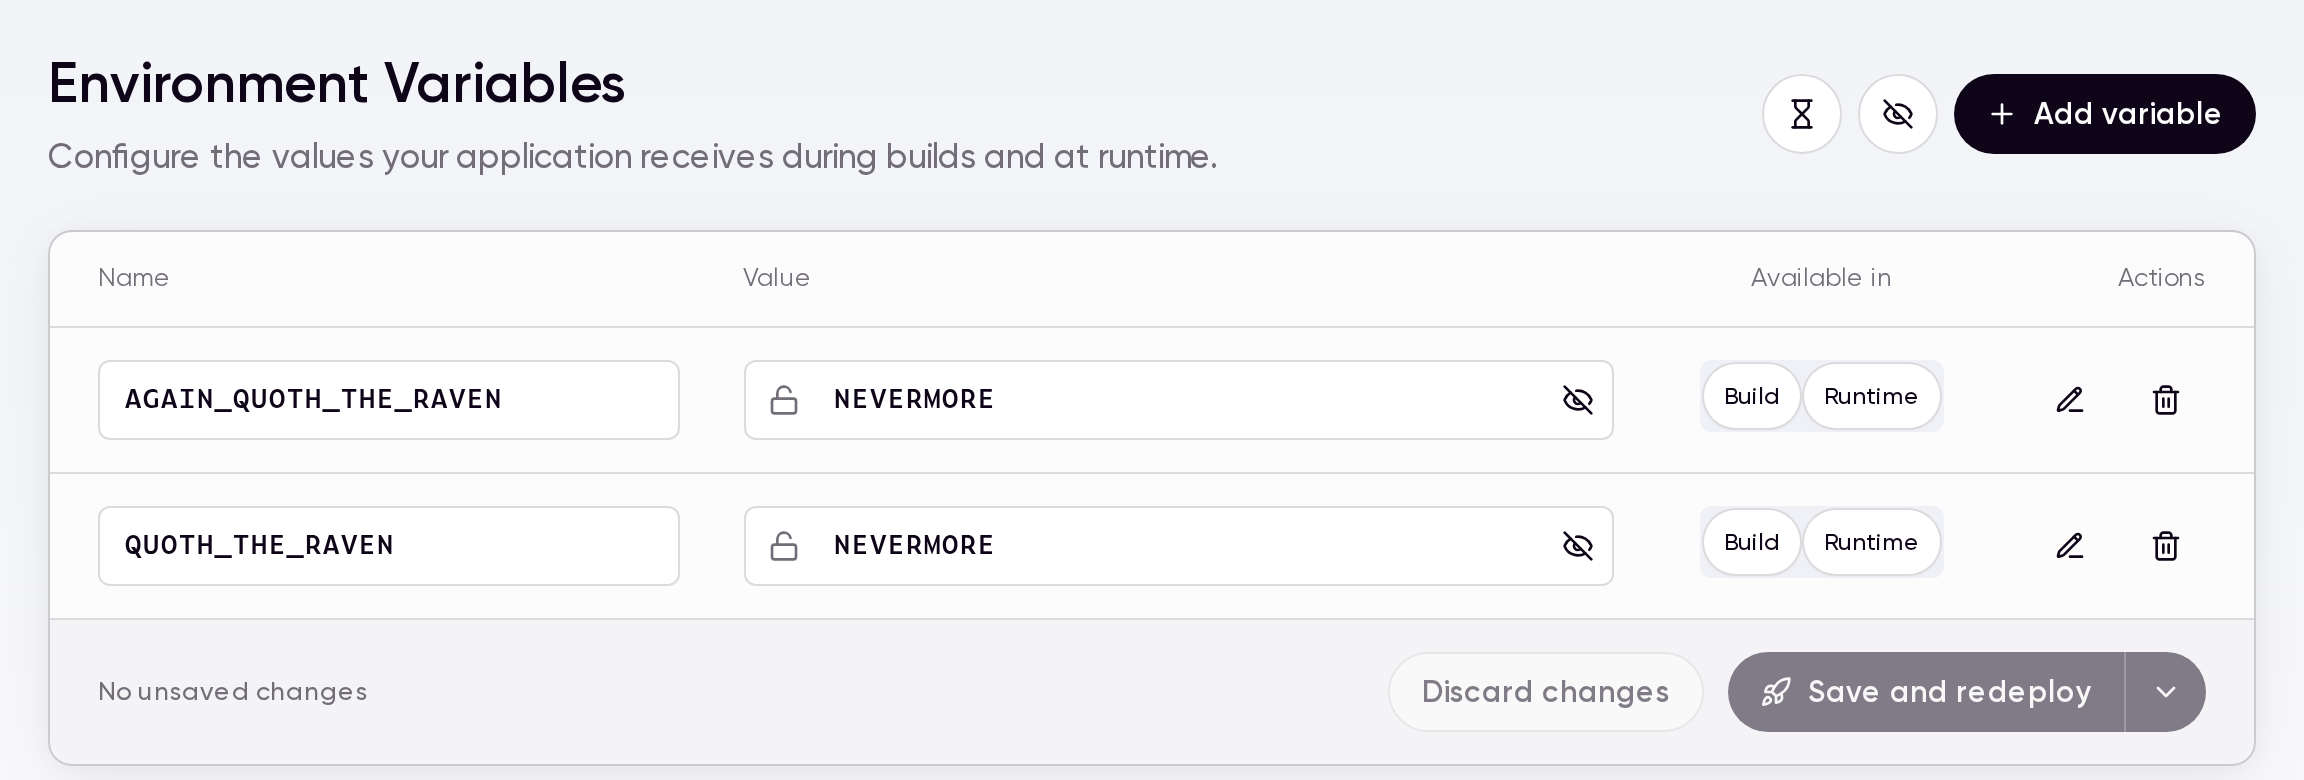 Environment Variables
Configure the values your application receives during builds and at runtime.
Add variable
Name Value Available in Actions
AGAIN_QUOTH_THE_RAVEN NEVERMORE Build Runtime
QUOTH_THE_RAVEN NEVERMORE Build Runtime
No unsaved changes Discard changes Save and redeploy